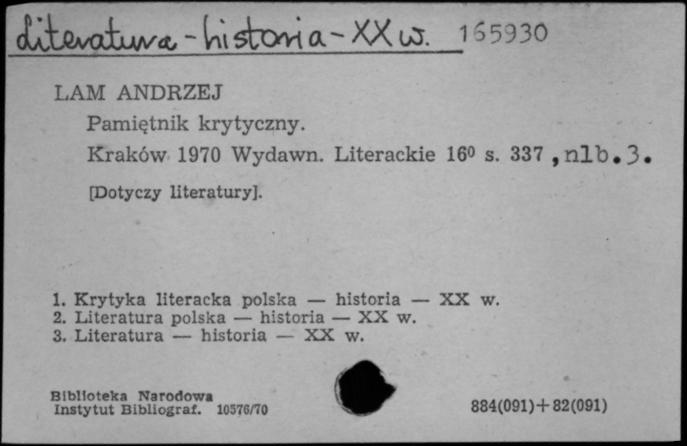 Literatura - historia - XX w. 165930
LAM ANDRZEJ
Pamiętnik krytyczny.
Kraków 1970 Wydawn. Literackie 16⁰ s. 337, nlb. 3.
[Dotyczy literatury].
1. Krytyka literacka polska — historia — XX w.
2. Literatura polska — historia — XX w.
3. Literatura — historia — XX w.
Biblioteka Narodowa
Instytut Bibliograf. 10576/70
884(091)+82(091)